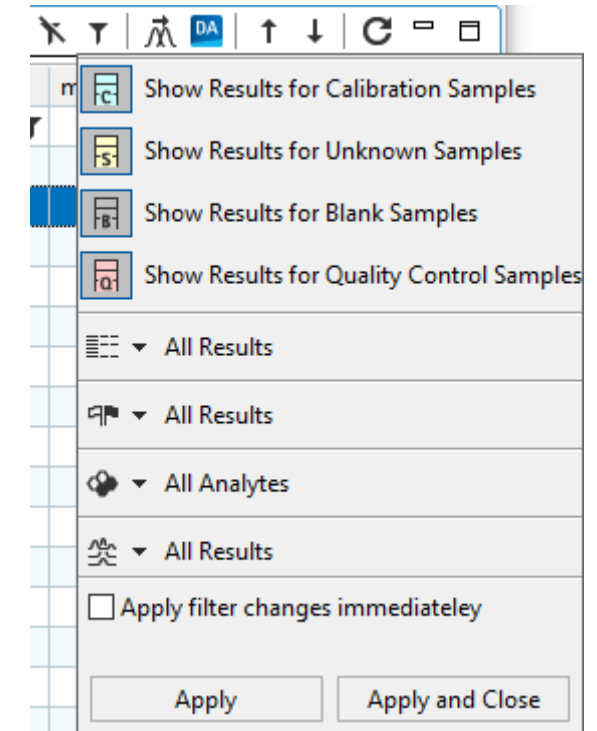 DA
m
C
Show Results for Calibration Samples
S
Show Results for Unknown Samples
B
Show Results for Blank Samples
Q
Show Results for Quality Control Samples
All Results
All Results
All Analytes
All Results
Apply filter changes immediateley
Apply
Apply and Close